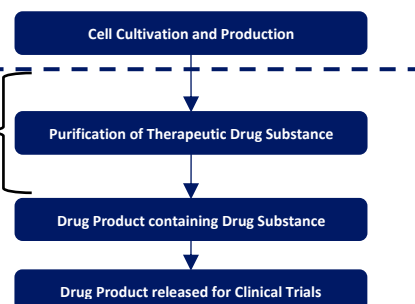 Cell Cultivation and Production
Purification of Therapeutic Drug Substance
Drug Product containing Drug Substance
Drug Product released for Clinical Trials